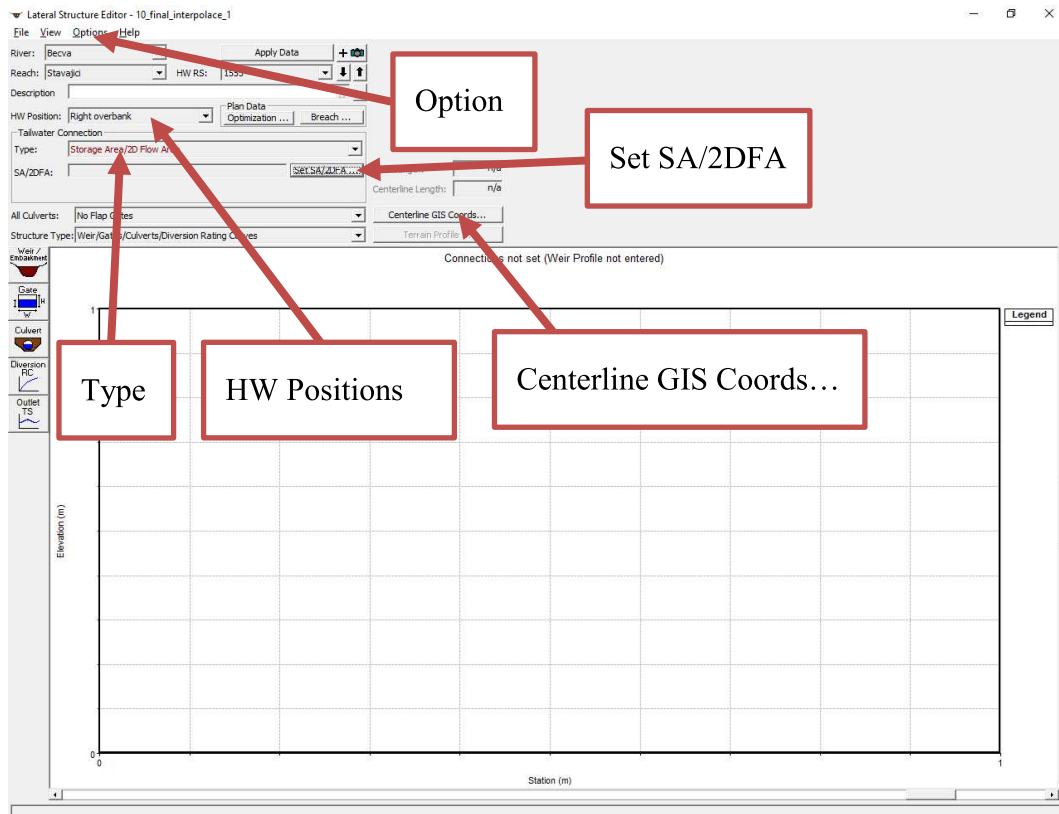 Lateral Structure Editor - 10_final_interpolace_1
File View Options Help
River: Becva
Apply Data
Reach: Stavajici
HW RS:
Description
HW Position: Right overbank
Plan Data
Optimization ...
Breach ...
Tailwater Connection
Type: Storage Area/2D Flow
SA/2DFA:
Set SA/2DFA ...
n/a
Centerline Length: n/a
All Culverts: No Flap Gates
Centerline GIS Coords...
Structure Type: Weir/Gates/Culverts/Diversion Rating Curves
Terrain Profile
Option
Set SA/2DFA
Weir /
Embankment
Gate
H
W
Culvert
Diversion
RC
Outlet
TS
Connections not set (Weir Profile not entered)
Legend
Type
HW Positions
Centerline GIS Coords…
Elevation (m)
1
0
0
1
Station (m)